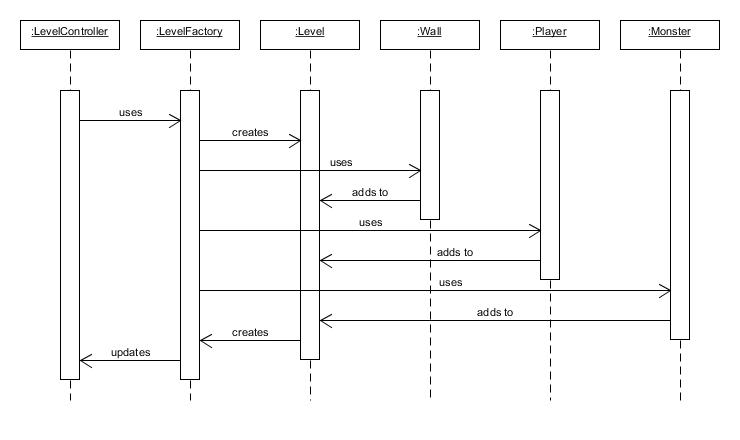 :LevelController :LevelFactory :Level :Wall :Player :Monster
uses
creates
uses
adds to
uses
adds to
uses
adds to
creates
updates